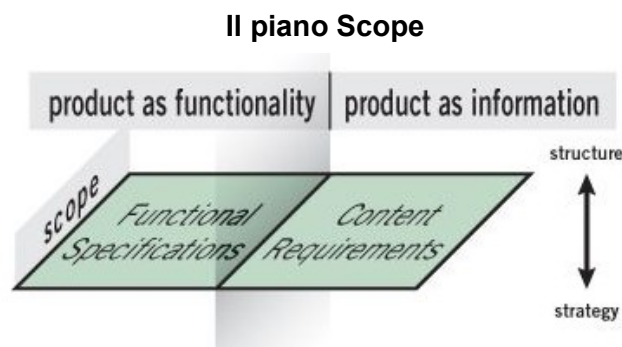 Il piano Scope
product as functionality
product as information
structure
scope
Functional
Specifications
Content
Requirements
strategy